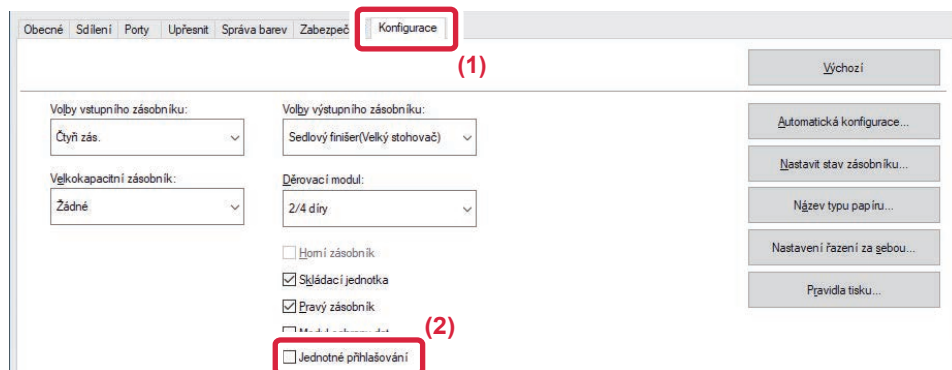 Obecné Sdílení Porty Upřesnit Správa barev Zabezpeč Konfigurace
(1)
Výchozí
Volby vstupního zásobníku: Volby výstupního zásobníku:
Čtyři zás. Sedlový finišer(Velký stohovač) Automatická konfigurace...
Nastavit stav zásobníku...
Velkokapacitní zásobník: Děrovací modul:
Žádné 2/4 díry Název typu papíru...
Horní zásobník Nastavení řazení za sebou...
Skládací jednotka
Pravidla tisku...
Pravý zásobník
(2)
Jednotné přihlašování